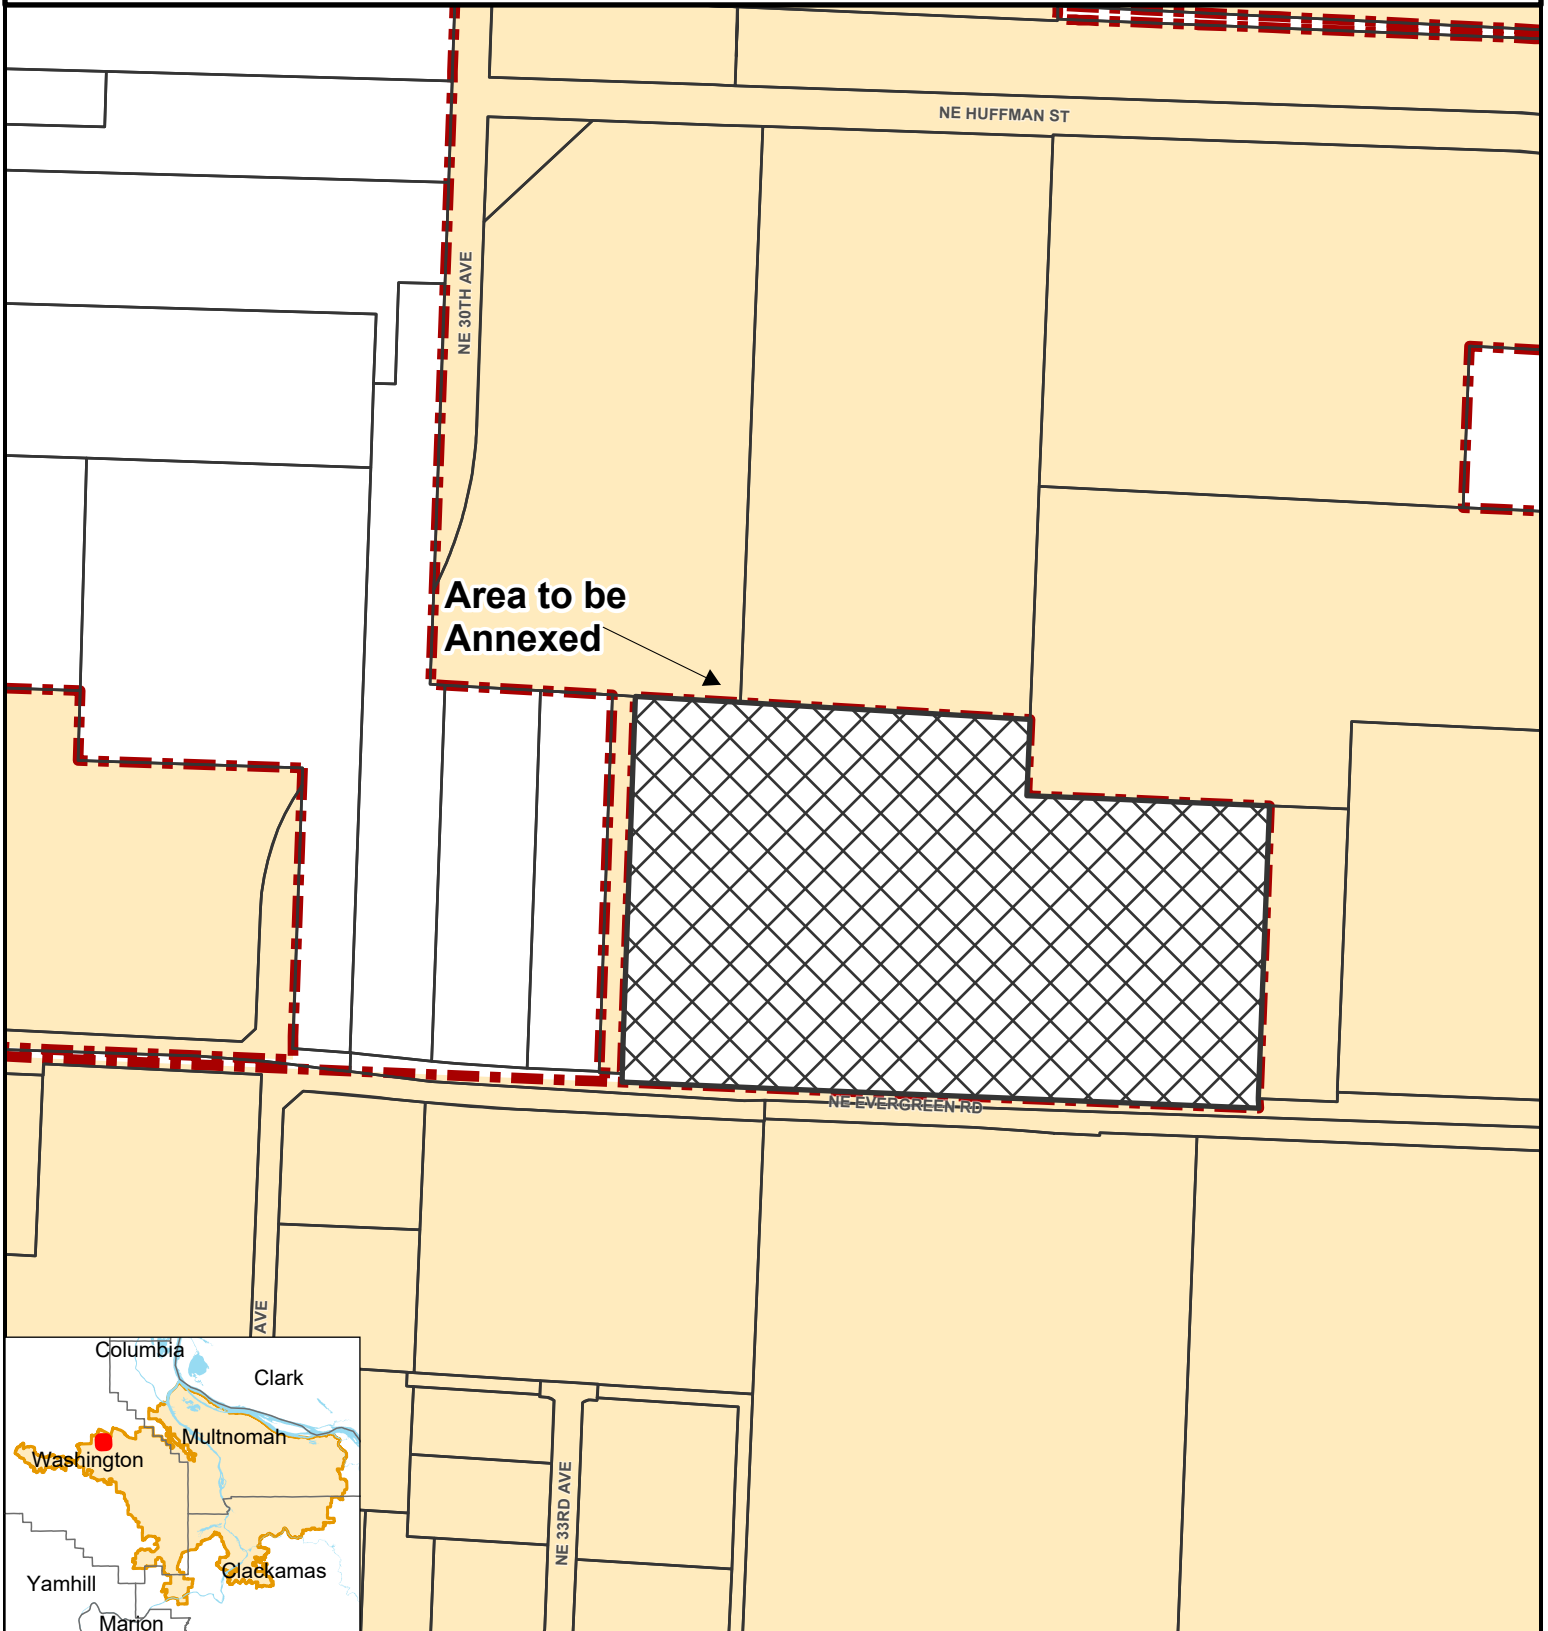 NE HUFFMAN ST
NE 30TH AVE
Area to be
Annexed
NE EVERGREEN RD
AVE
Columbia
Clark
Multnomah
Washington
NE 33RD AVE
Clackamas
Yamhill
Marion